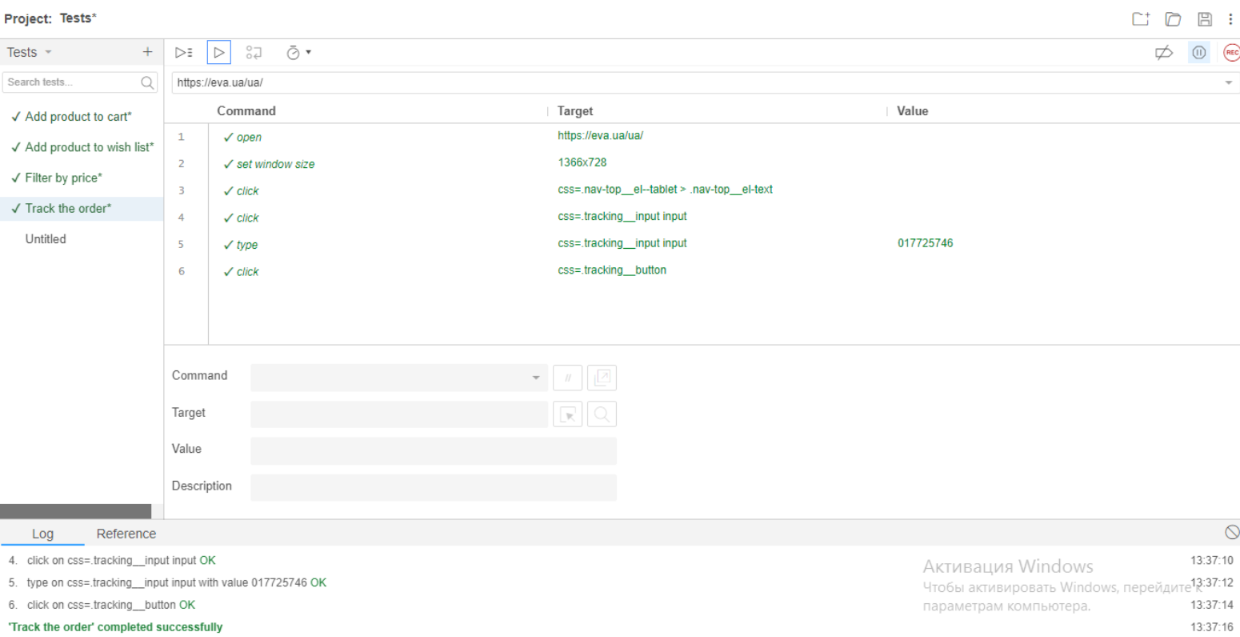 Project: Tests*
Tests
Search tests...
✓ Add product to cart*
✓ Add product to wish list*
✓ Filter by price*
✓ Track the order*
Untitled
REC
https://eva.ua/ua/
Command Target Value
1 ✓ open https://eva.ua/ua/
2 ✓ set window size 1366x728
3 ✓ click css=.nav-top__el--tablet > .nav-top__el-text
4 ✓ click css=.tracking__input input
5 ✓ type css=.tracking__input input 017725746
6 ✓ click css=.tracking__button
Command //
Target
Value
Description
Log Reference
4. click on css=.tracking__input input OK 13:37:10
5. type on css=.tracking__input input with value 017725746 OK 13:37:12
6. click on css=.tracking__button OK 13:37:14
'Track the order' completed successfully 13:37:16
Активация Windows
Чтобы активировать Windows, перейдите к
параметрам компьютера.